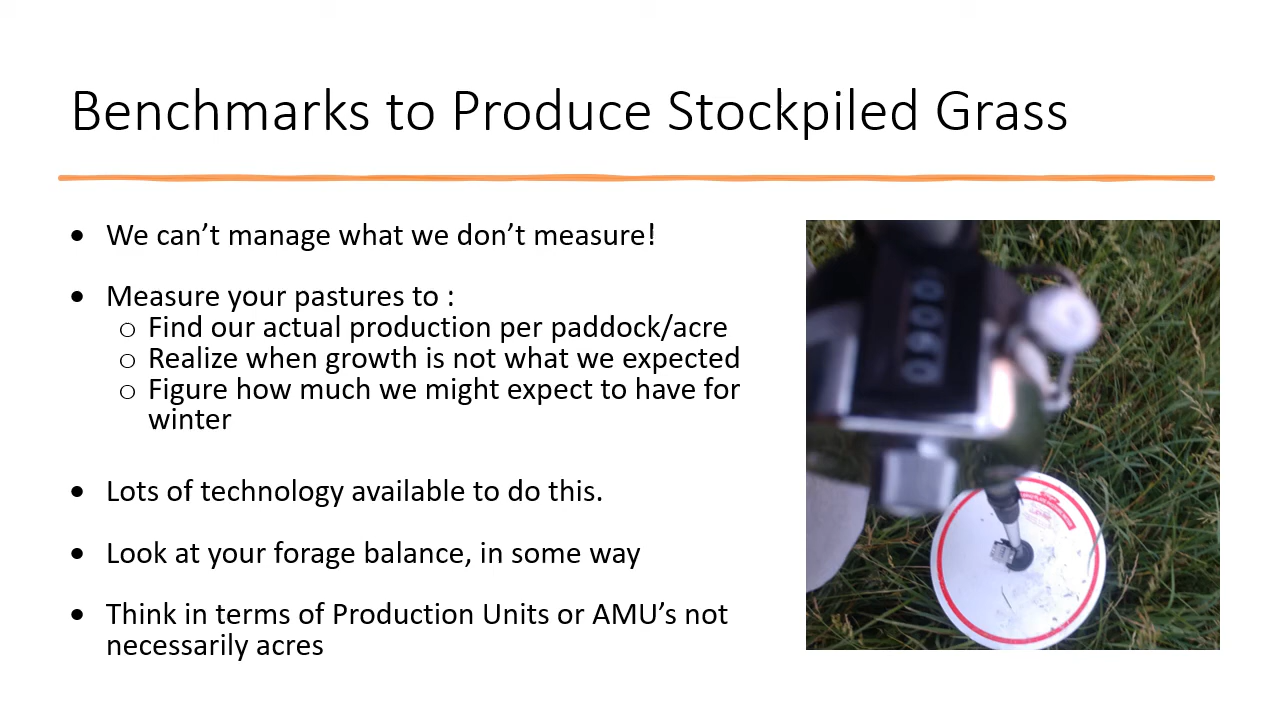 Benchmarks to Produce Stockpiled Grass
• We can’t manage what we don’t measure!
• Measure your pastures to :
o Find our actual production per paddock/acre
o Realize when growth is not what we expected
o Figure how much we might expect to have for
winter
• Lots of technology available to do this.
• Look at your forage balance, in some way
• Think in terms of Production Units or AMU’s not
necessarily acres